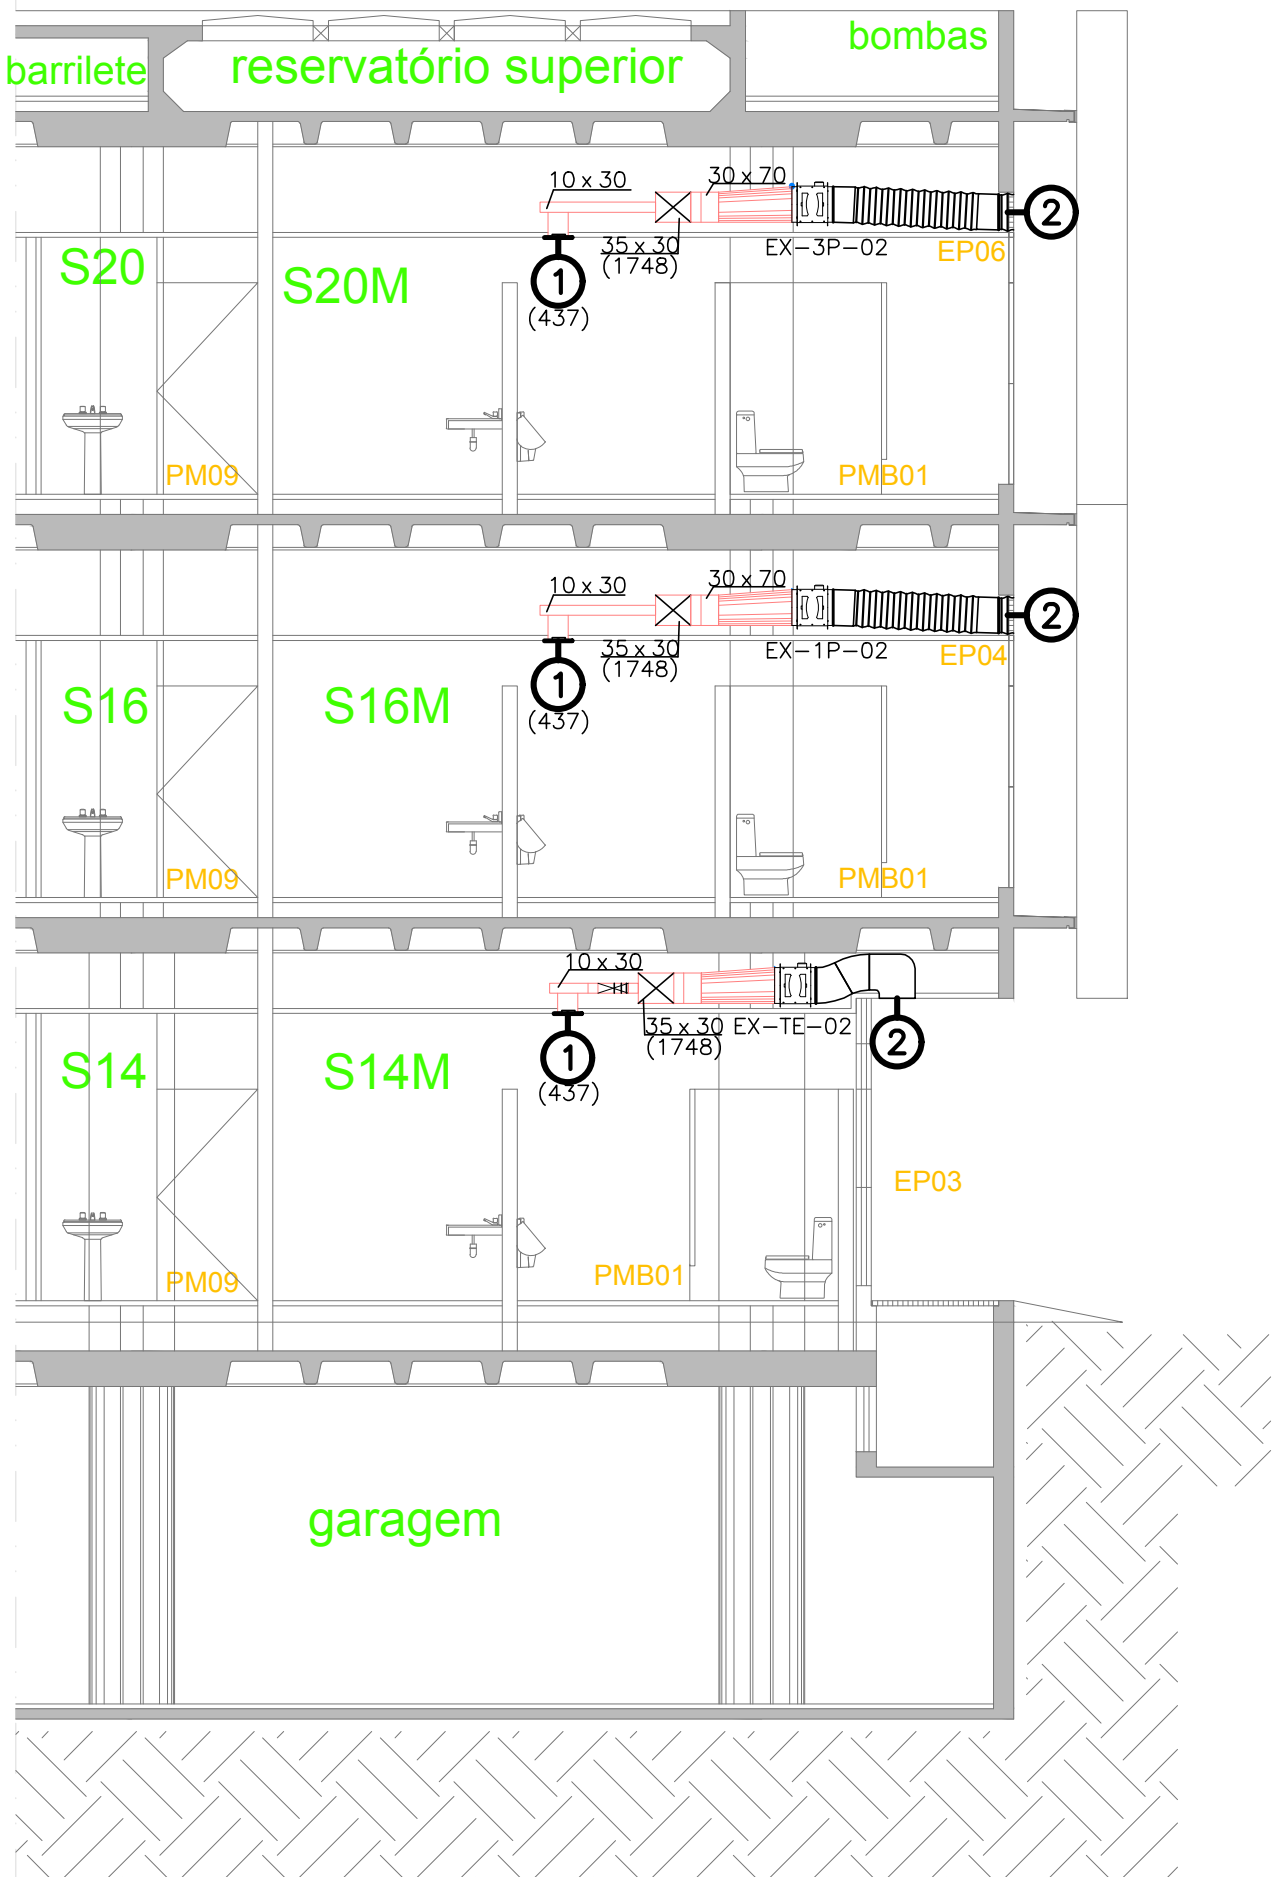 bombas
barrilete
reservatório superior
10 x 30
30 x 70
2
S20
S20M
35 x 30
(1748)
EX-3P-02
EP06
1
(437)
PM09
PMB01
10 x 30
30 x 70
2
35 x 30
(1748)
EX-1P-02
EP04
1
S16
S16M
(437)
PM09
PMB01
10 x 30
35 x 30
(1748)
EX-TE-02
2
1
S14
S14M
(437)
EP03
PM09
PMB01
garagem